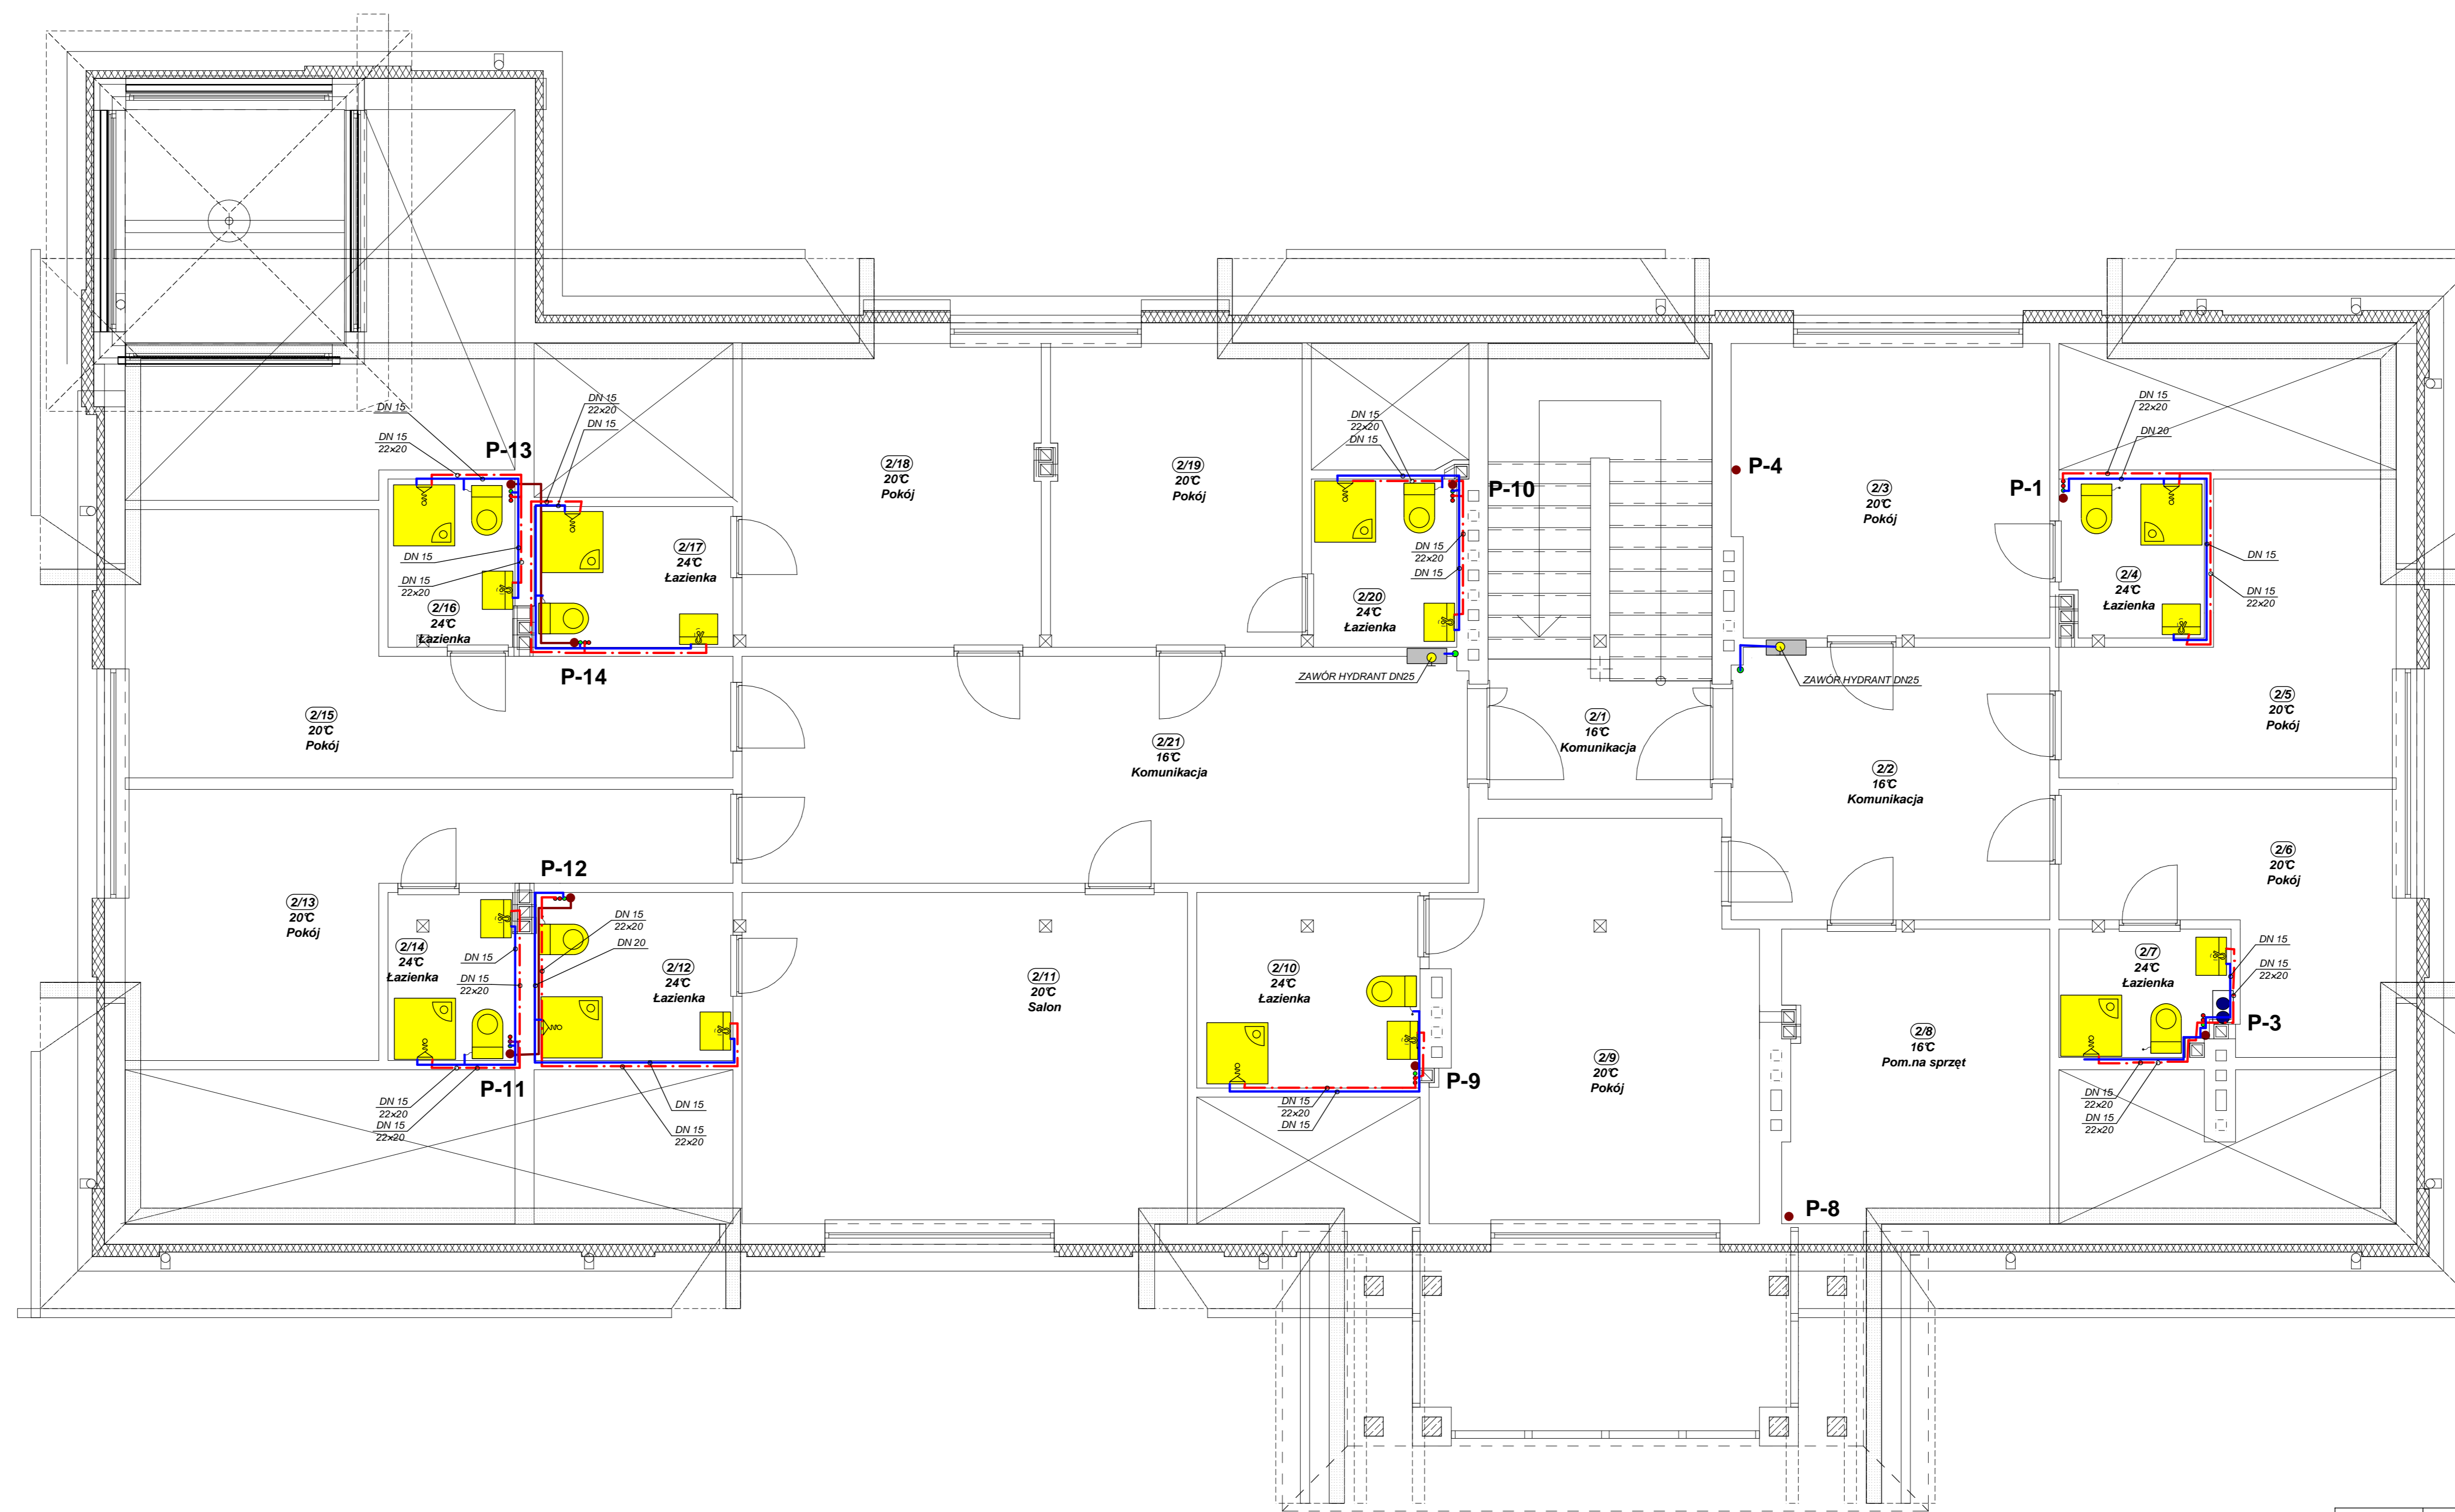 DN 15
DN 15
22x20
P-13
DN 15
22x20
DN 15
DN 15
DN 15
22x20
2/16
24°C
Łazienka
2/17
24°C
Łazienka
P-14
2/18
20°C
Pokój
2/19
20°C
Pokój
DN 15
22x20
DN 15
P-10
DN 15
22x20
DN 15
2/20
24°C
Łazienka
ZAWÓR HYDRANT DN25
P-4
2/3
20°C
Pokój
P-1
DN 15
22x20
DN 20
DN 15
DN 15
22x20
2/4
24°C
Łazienka
ZAWÓR HYDRANT DN25
2/15
20°C
Pokój
2/21
16°C
Komunikacja
2/1
16°C
Komunikacja
2/2
16°C
Komunikacja
2/5
20°C
Pokój
2/6
20°C
Pokój
2/13
20°C
Pokój
P-12
2/14
24°C
Łazienka
DN 15
DN 15
22x20
DN 15
22x20
DN 20
2/12
24°C
Łazienka
P-11
DN 15
22x20
DN 15
22x20
DN 15
DN 15
22x20
2/11
20°C
Salon
2/10
24°C
Łazienka
DN 15
22x20
DN 15
P-9
2/9
20°C
Pokój
2/8
16°C
Pom.na sprzęt
P-8
2/7
24°C
Łazienka
DN 15
DN 15
22x20
P-3
DN 15
22x20
DN 15
22x20